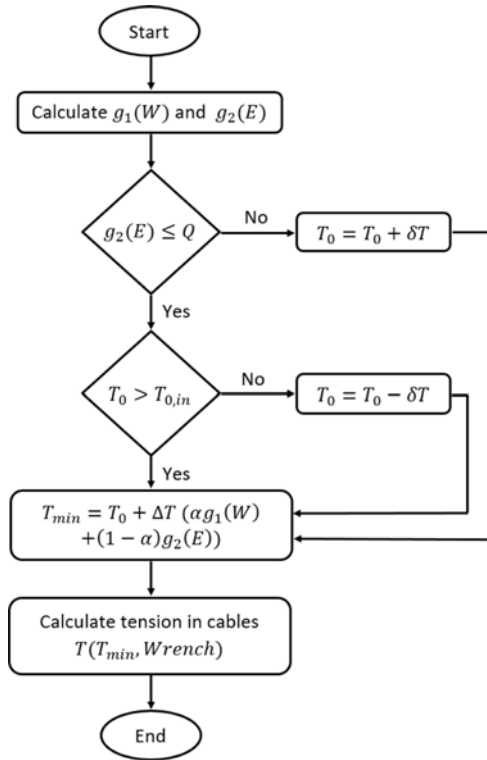 Start
Calculate g₁(W) and g₂(E)
g₂(E) ≤ Q
No
T₀ = T₀ + δT
Yes
T₀ > T₀,ᵢₙ
No
T₀ = T₀ − δT
Yes
Tₘᵢₙ = T₀ + ΔT (αg₁(W)
+(1 − α)g₂(E))
Calculate tension in cables
T(Tₘᵢₙ, Wrench)
End